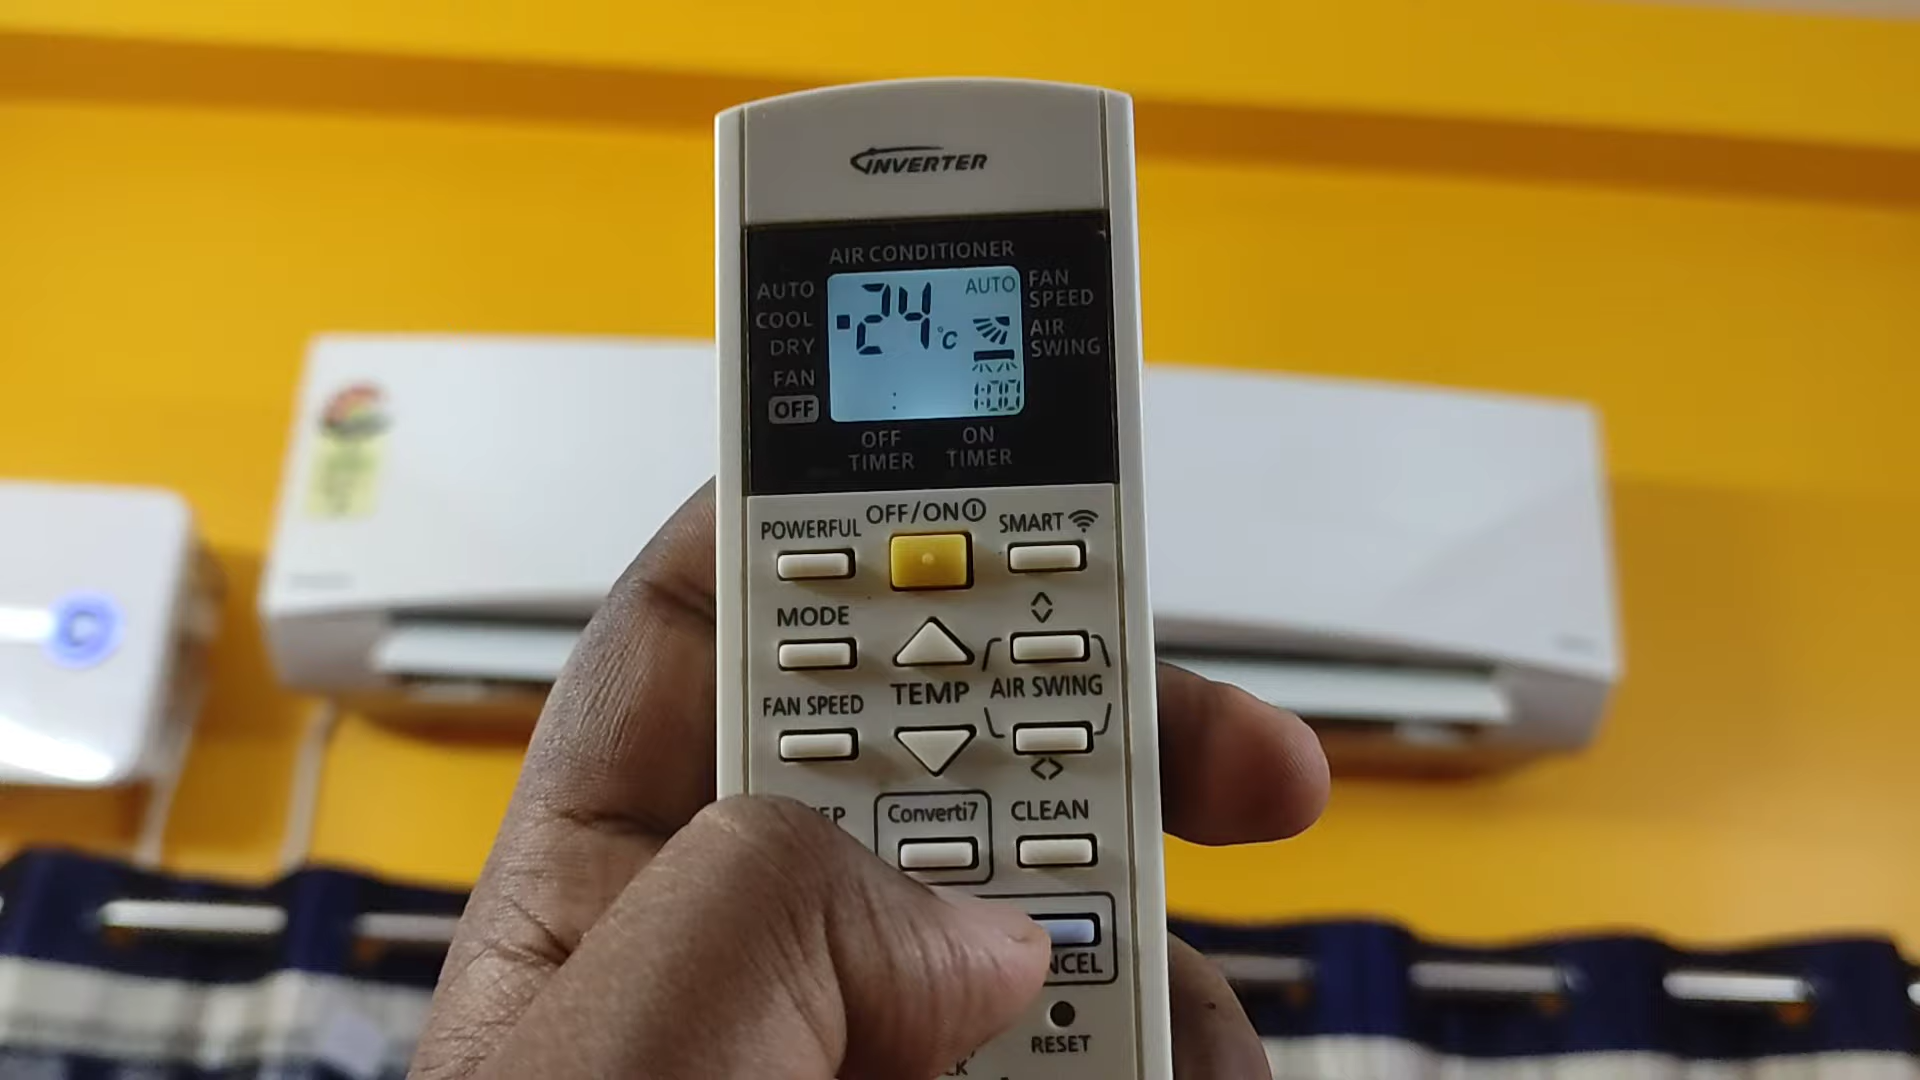 INVERTER
AIR CONDITIONER
AUTO
COOL
DRY
FAN
OFF
24°C
AUTO
FAN
SPEED
AIR
SWING
:
1:00
OFF
TIMER
ON
TIMER
POWERFUL
OFF/ON
SMART
MODE
TEMP
AIR SWING
FAN SPEED
Converti7
CLEAN
RESET